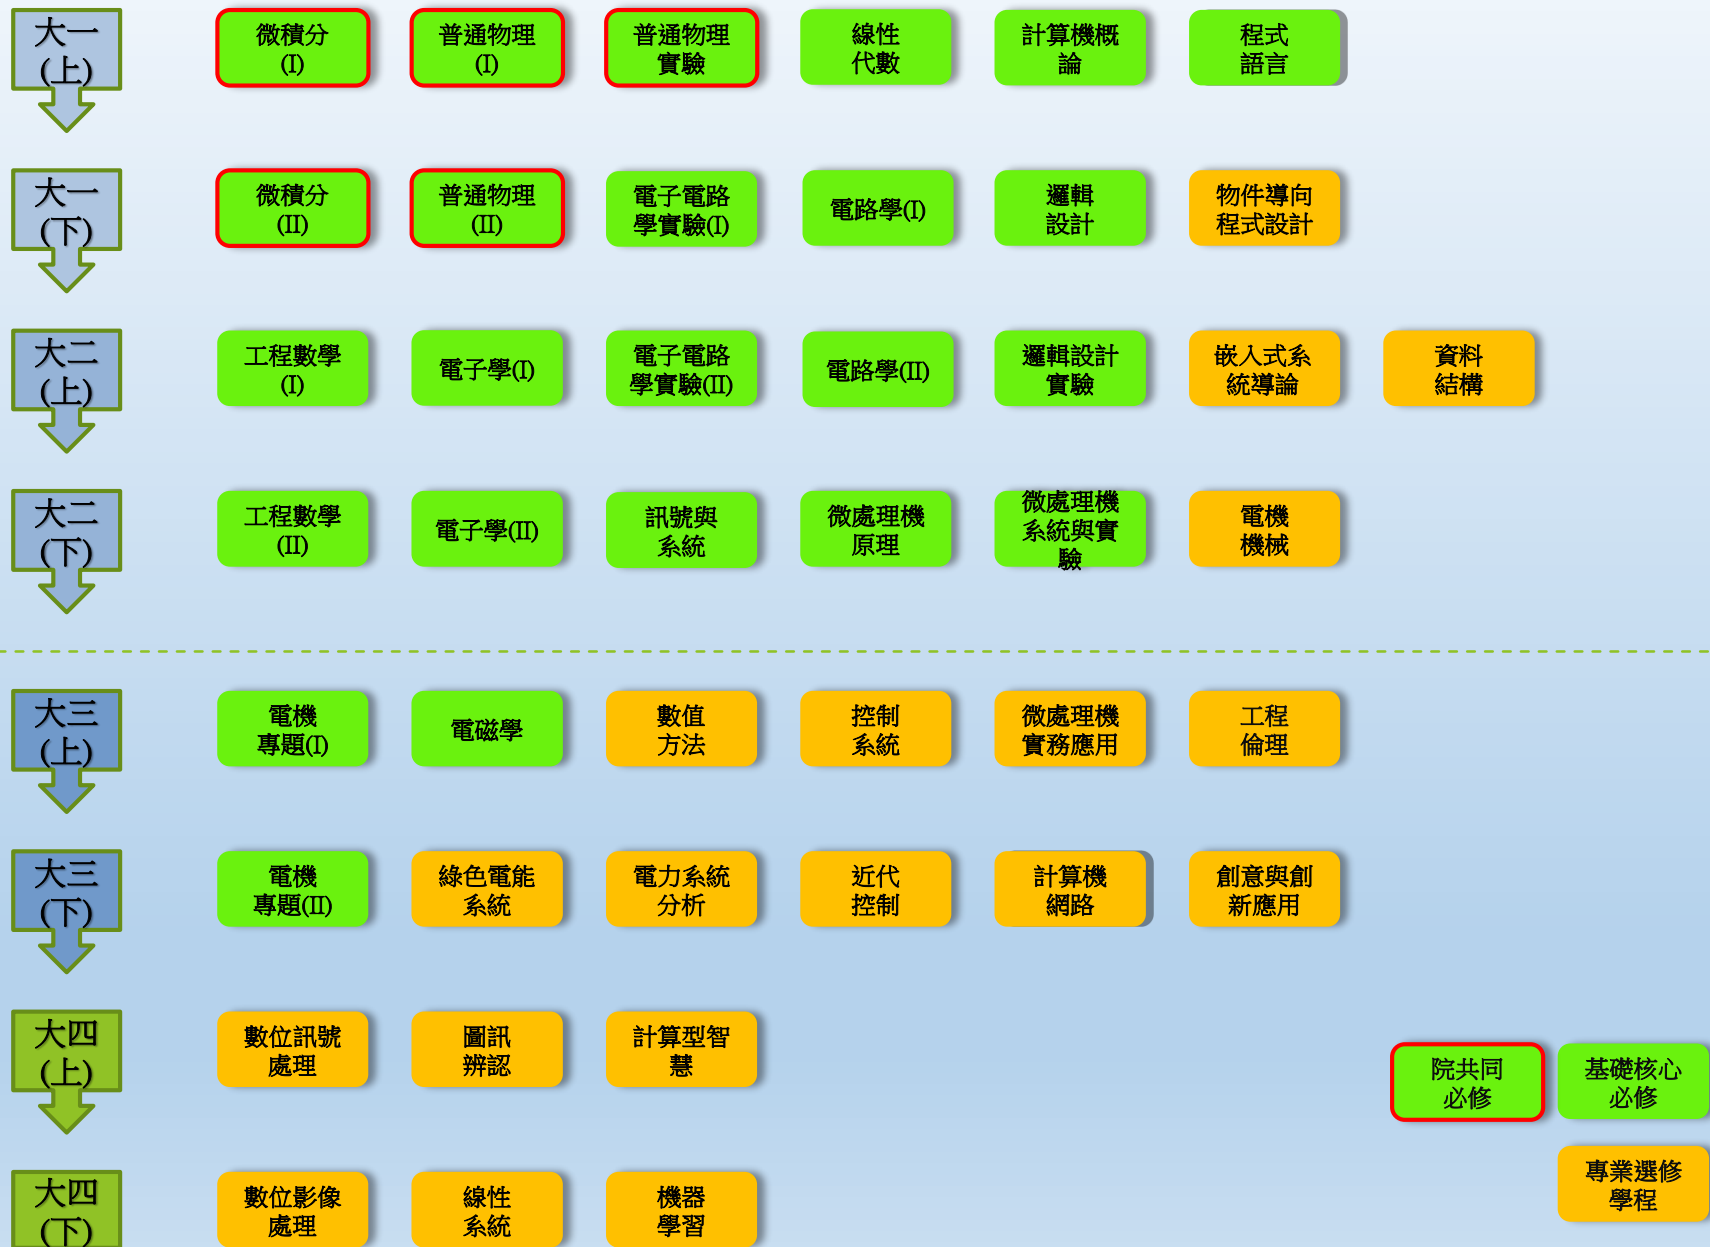 大一
(上)
微積分
(I)
普通物理
(I)
普通物理
實驗
線性
代數
計算機概
論
程式
語言
大一
(下)
微積分
(II)
普通物理
(II)
電子電路
學實驗(I)
電路學(I)
邏輯
設計
物件導向
程式設計
大二
(上)
工程數學
(I)
電子學(I)
電子電路
學實驗(II)
電路學(II)
邏輯設計
實驗
嵌入式系
統導論
資料
結構
大二
(下)
工程數學
(II)
電子學(II)
訊號與
系統
微處理機
原理
微處理機
系統與實
驗
電機
機械
大三
(上)
電機
專題(I)
電磁學
數值
方法
控制
系統
微處理機
實務應用
工程
倫理
大三
(下)
電機
專題(II)
綠色電能
系統
電力系統
分析
近代
控制
計算機
網路
創意與創
新應用
大四
(上)
數位訊號
處理
圖訊
辨認
計算型智
慧
院共同
必修
基礎核心
必修
專業選修
學程
大四
(下)
數位影像
處理
線性
系統
機器
學習